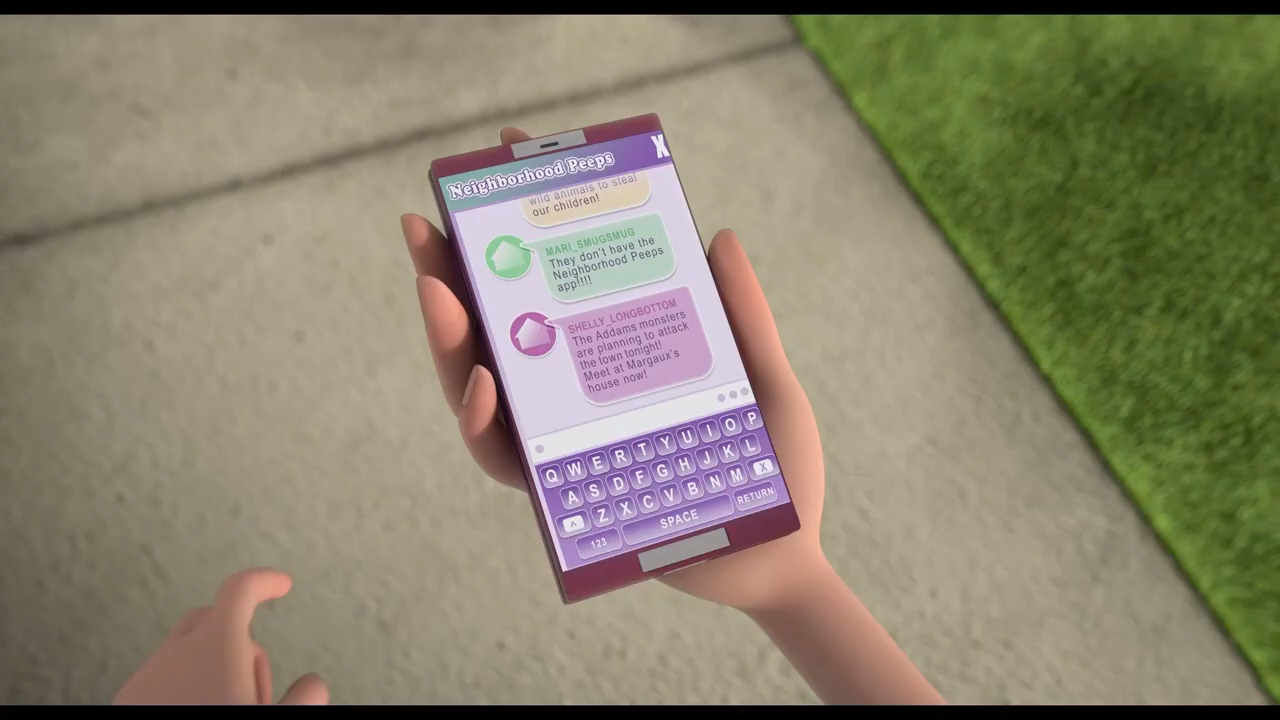 Neighborhood Peeps X
wild animals to steal
our children!
MARI_SMUGSMUG
They don't have the
Neighborhood Peeps
app!!!!
SHELLY_LONGBOTTOM
The Addams monsters
are planning to attack
the town tonight!
Meet at Margaux's
house now!
Q W E R T Y U I O P
A S D F G H J K L
^ Z X C V B N M X
123 SPACE RETURN